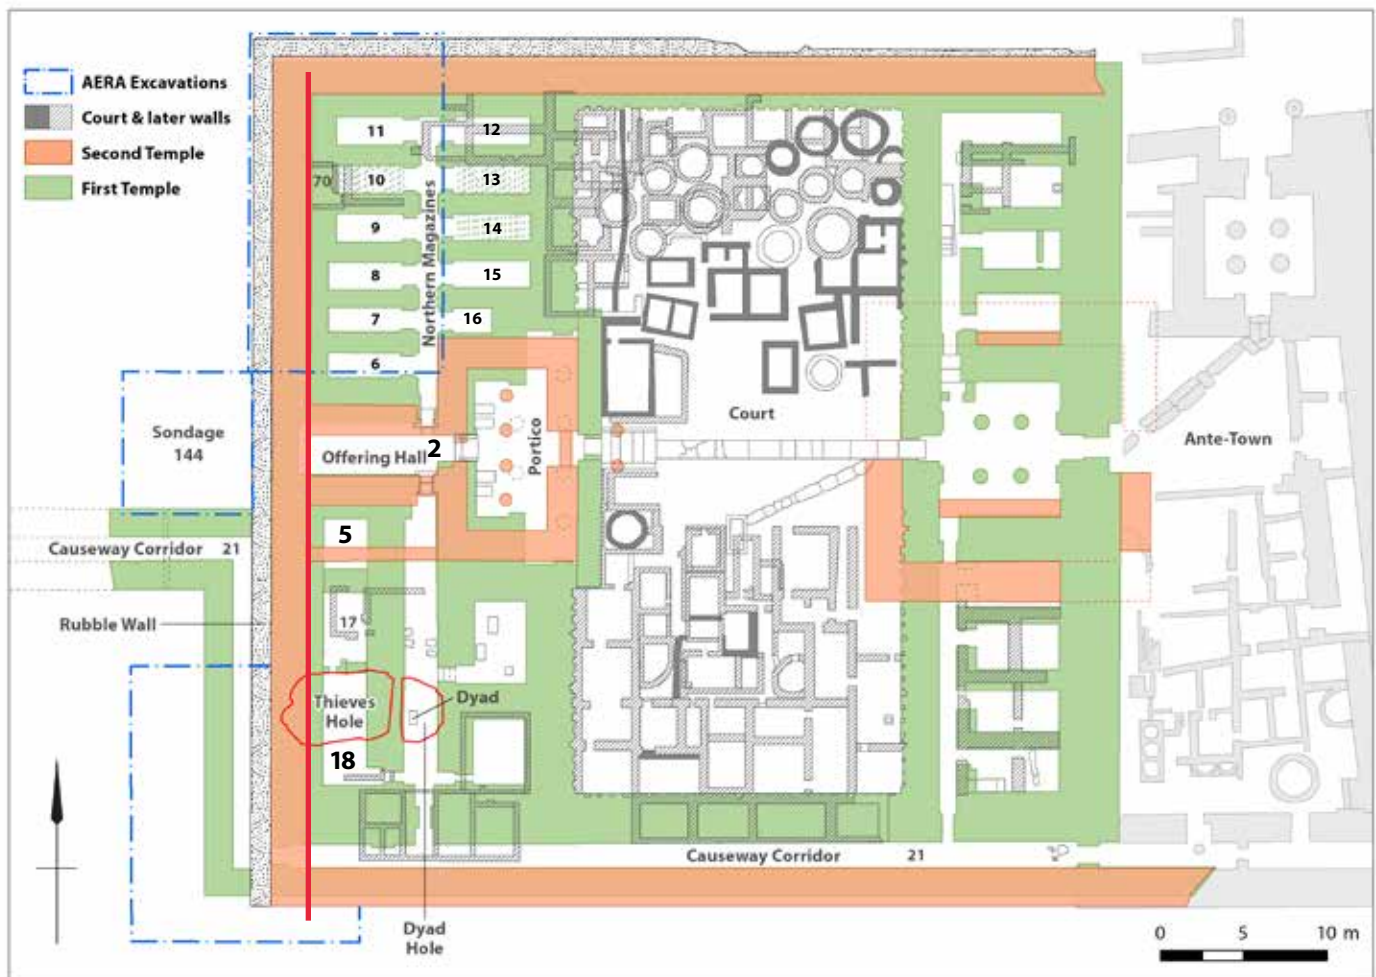 AERA Excavations
Court & later walls
Second Temple
First Temple
11
12
70
10
13
9
14
8
15
7
16
6
Northern Magazines
Sondage
144
Court
Portico
Offering Hall
2
Ante-Town
5
Causeway Corridor 21
17
Rubble Wall
Thieves
Hole
Dyad
18
Causeway Corridor 21
Dyad
Hole
0 5 10 m